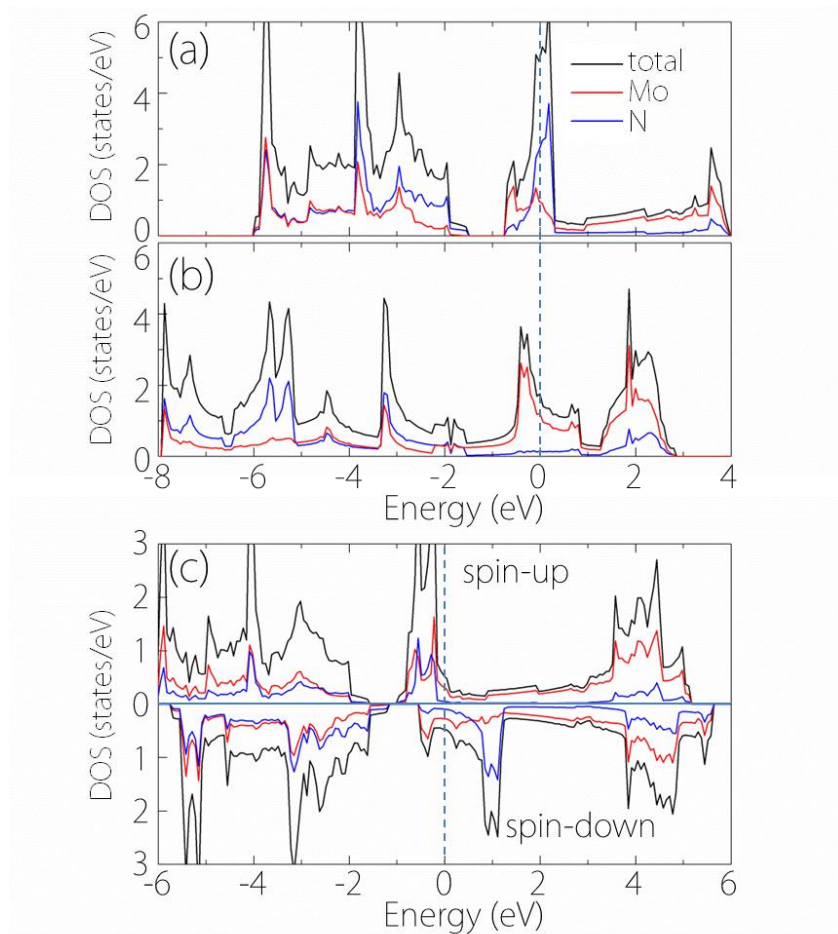 (a)
total
Mo
N
DOS (states/eV)
6
4
2
0
(b)
DOS (states/eV)
6
4
2
0
-8 -6 -4 -2 0 2 4
Energy (eV)
(c)
spin-up
spin-down
DOS (states/eV)
3
2
1
0
1
2
3
-6 -4 -2 0 2 4 6
Energy (eV)